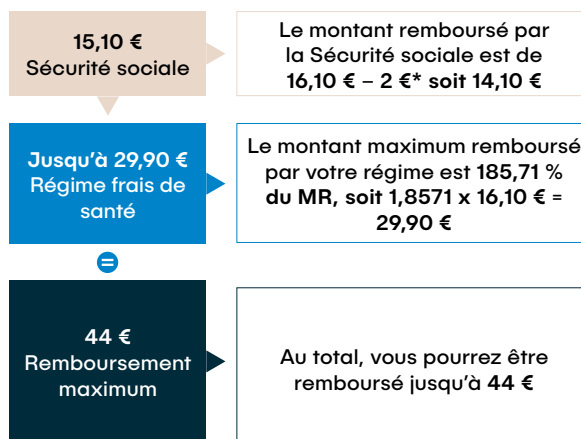 15,10 €
Sécurité sociale
Le montant remboursé par
la Sécurité sociale est de
16,10 € – 2 €* soit 14,10 €
Jusqu'à 29,90 €
Régime frais de
santé
Le montant maximum remboursé
par votre régime est 185,71 %
du MR, soit 1,8571 x 16,10 € =
29,90 €
=
44 €
Remboursement
maximum
Au total, vous pourrez être
remboursé jusqu'à 44 €